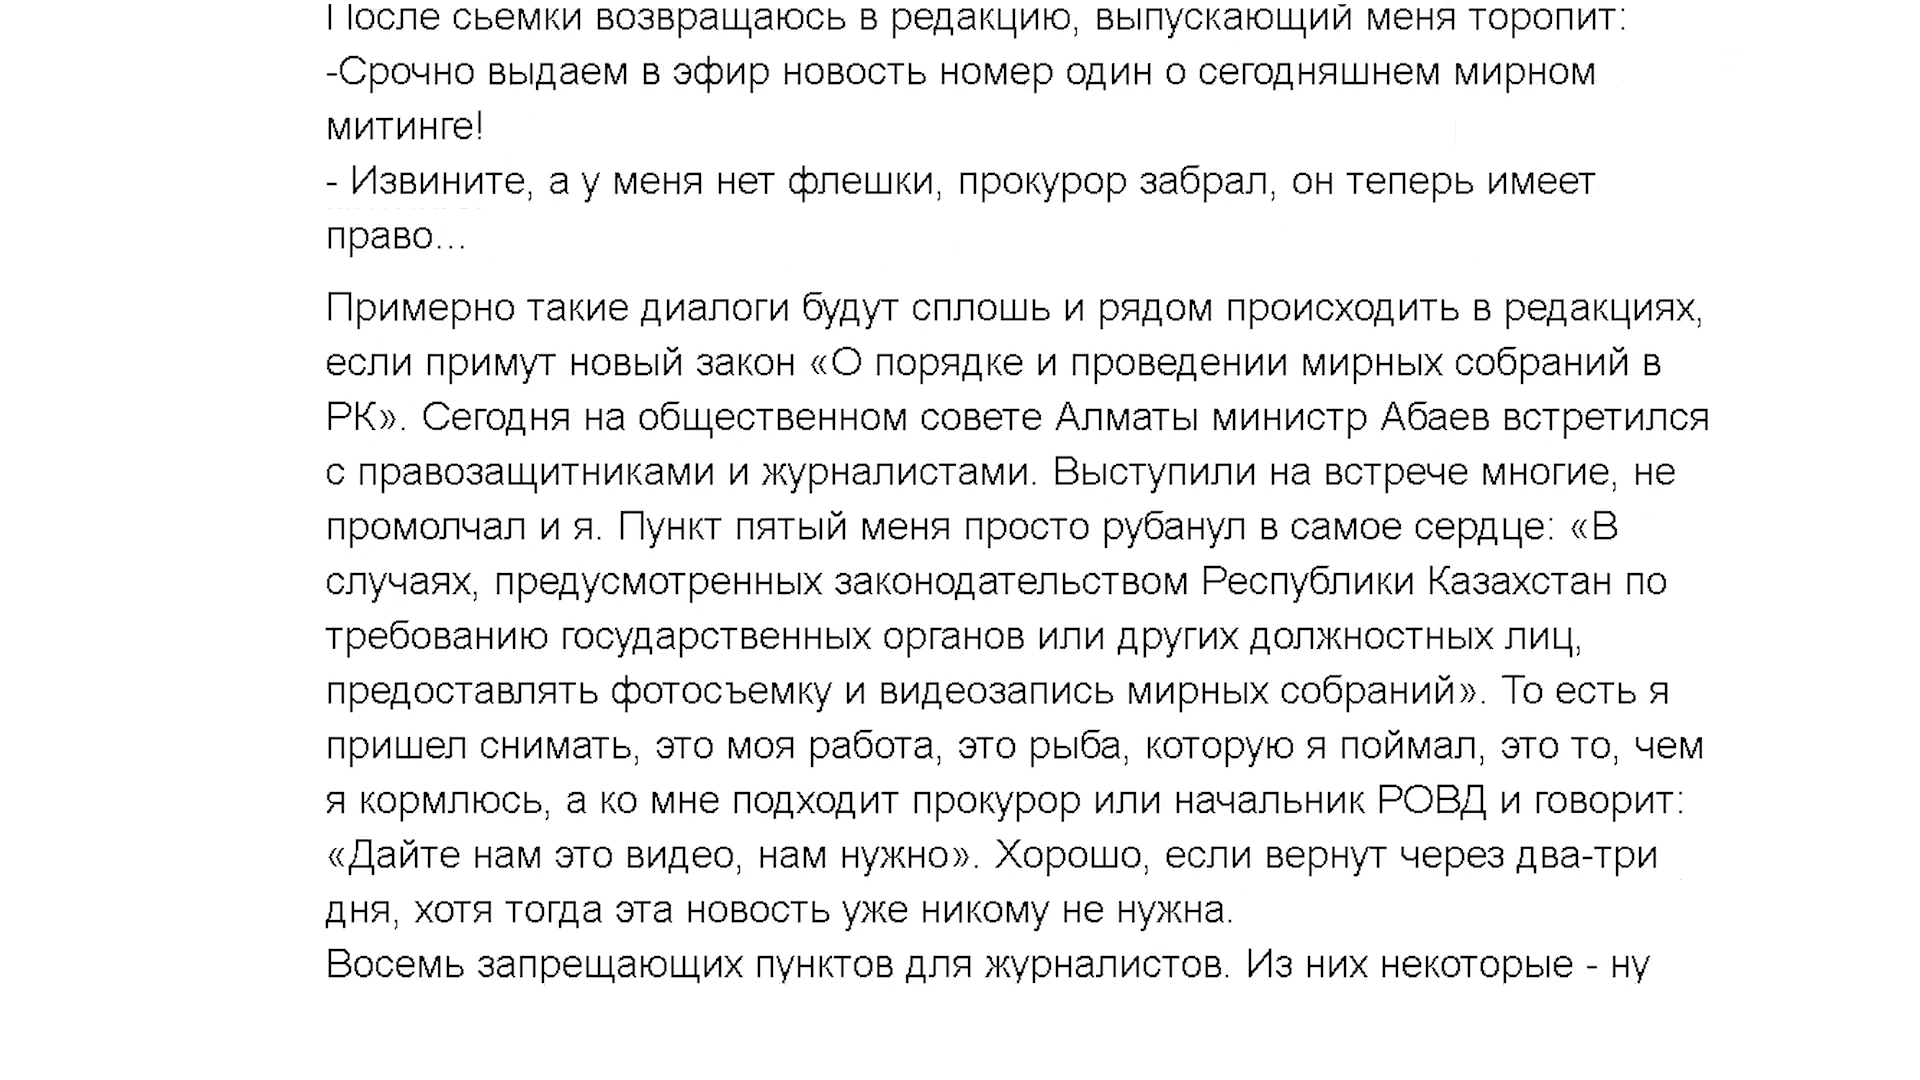 После сьемки возвращаюсь в редакцию, выпускающий меня торопит:
-Срочно выдаем в эфир новость номер один о сегодняшнем мирном
митинге!
- Извините, а у меня нет флешки, прокурор забрал, он теперь имеет
право...
Примерно такие диалоги будут сплошь и рядом происходить в редакциях,
если примут новый закон «О порядке и проведении мирных собраний в
РК». Сегодня на общественном совете Алматы министр Абаев встретился
с правозащитниками и журналистами. Выступили на встрече многие, не
промолчал и я. Пункт пятый меня просто рубанул в самое сердце: «В
случаях, предусмотренных законодательством Республики Казахстан по
требованию государственных органов или других должностных лиц,
предоставлять фотосъемку и видеозапись мирных собраний». То есть я
пришел снимать, это моя работа, это рыба, которую я поймал, это то, чем
я кормлюсь, а ко мне подходит прокурор или начальник РОВД и говорит:
«Дайте нам это видео, нам нужно». Хорошо, если вернут через два-три
дня, хотя тогда эта новость уже никому не нужна.
Восемь запрещающих пунктов для журналистов. Из них некоторые - ну